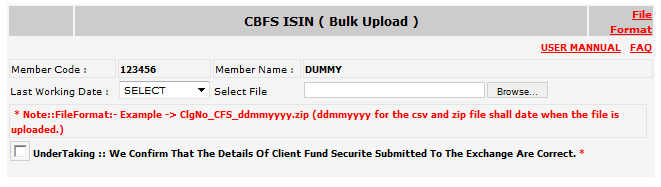 CBFS ISIN ( Bulk Upload )
File
Format
USER MANNUAL FAQ
Member Code : 123456 Member Name : DUMMY
Last Working Date : SELECT Select File Browse...
* Note::FileFormat:- Example -> ClgNo_CFS_ddmmyyyy.zip (ddmmyyyy for the csv and zip file shall date when the file is
uploaded.)
UnderTaking :: We Confirm That The Details Of Client Fund Securite Submitted To The Exchange Are Correct. *